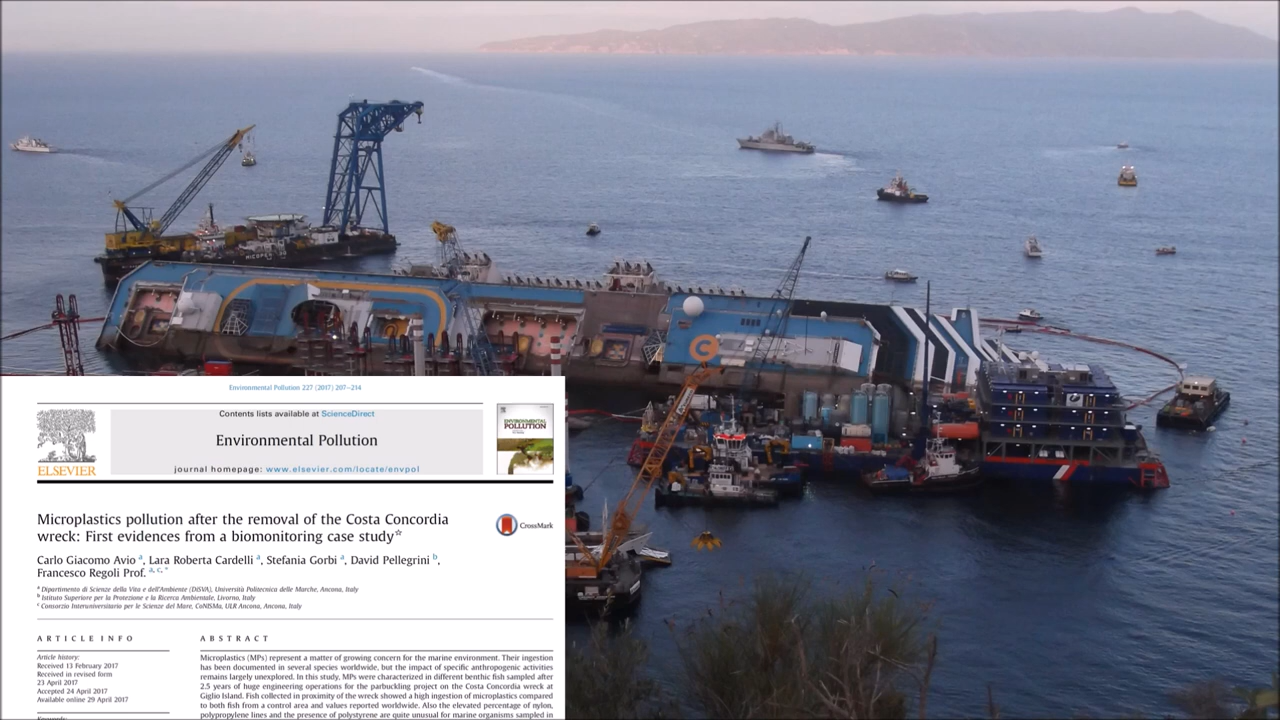 MICOPERI 30
Environmental Pollution 227 (2017) 207–214
Contents lists available at ScienceDirect
Environmental Pollution
journal homepage: www.elsevier.com/locate/envpol
ELSEVIER
ENVIRONMENTAL
POLLUTION
Microplastics pollution after the removal of the Costa Concordia
wreck: First evidences from a biomonitoring case study☆
CrossMark
Carlo Giacomo Avio a, Lara Roberta Cardelli a, Stefania Gorbi a, David Pellegrini b,
Francesco Regoli Prof. a, c, *
a Dipartimento di Scienze della Vita e dell'Ambiente (DiSVA), Università Politecnica delle Marche, Ancona, Italy
b Istituto Superiore per la Protezione e la Ricerca Ambientale, Livorno, Italy
c Consorzio Interuniversitario per le Scienze del Mare, CoNISMa, ULR Ancona, Ancona, Italy
ARTICLE INFO
Article history:
Received 13 February 2017
Received in revised form
23 April 2017
Accepted 24 April 2017
Available online 29 April 2017
Keywords:
ABSTRACT
Microplastics (MPs) represent a matter of growing concern for the marine environment. Their ingestion
has been documented in several species worldwide, but the impact of specific anthropogenic activities
remains largely unexplored. In this study, MPs were characterized in different benthic fish sampled after
2.5 years of huge engineering operations for the parbuckling project on the Costa Concordia wreck at
Giglio Island. Fish collected in proximity of the wreck showed a high ingestion of microplastics compared
to both fish from a control area and values reported worldwide. Also the elevated percentage of nylon,
polypropylene lines and the presence of polystyrene are quite unusual for marine organisms sampled in